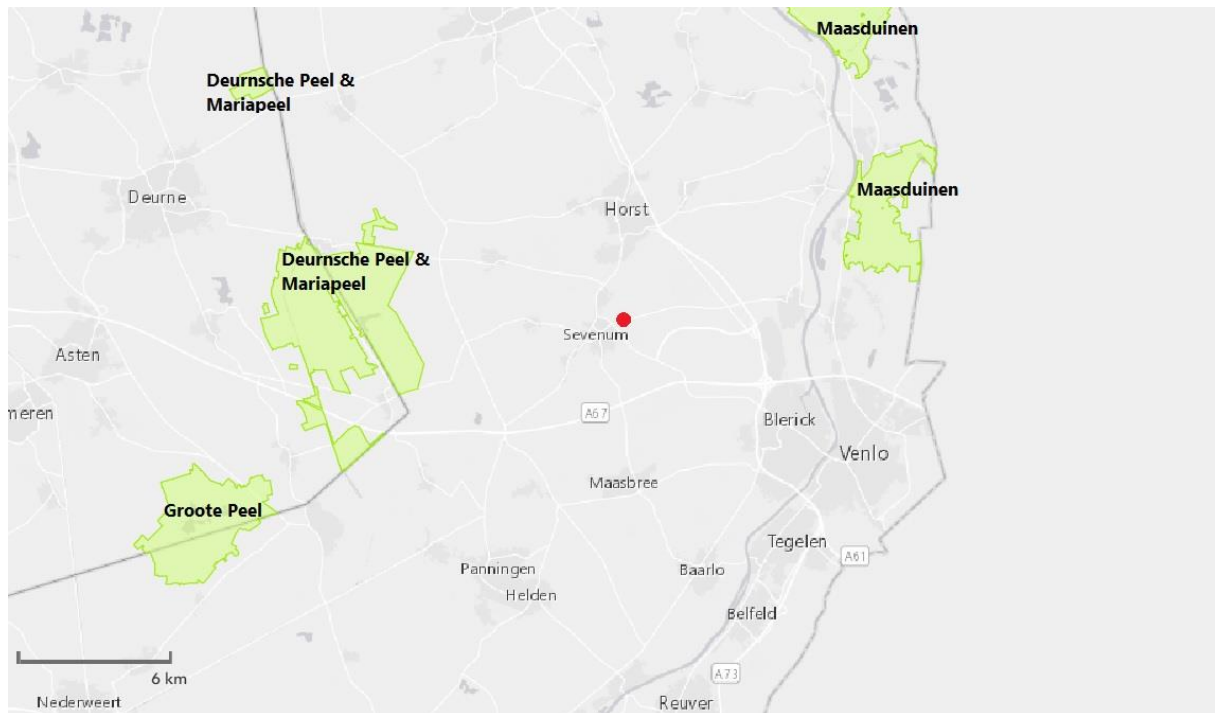 Maasduinen
Deurnsche Peel &
Mariapeel
Deurne
Maasduinen
Horst
Deurnsche Peel &
Mariapeel
Sevenum
Asten
A67
meren
Blerick
Venlo
Maasbree
Groote Peel
Tegelen
A61
Panningen
Baarlo
Helden
Belfeld
6 km
A73
Nederweert
Reuver